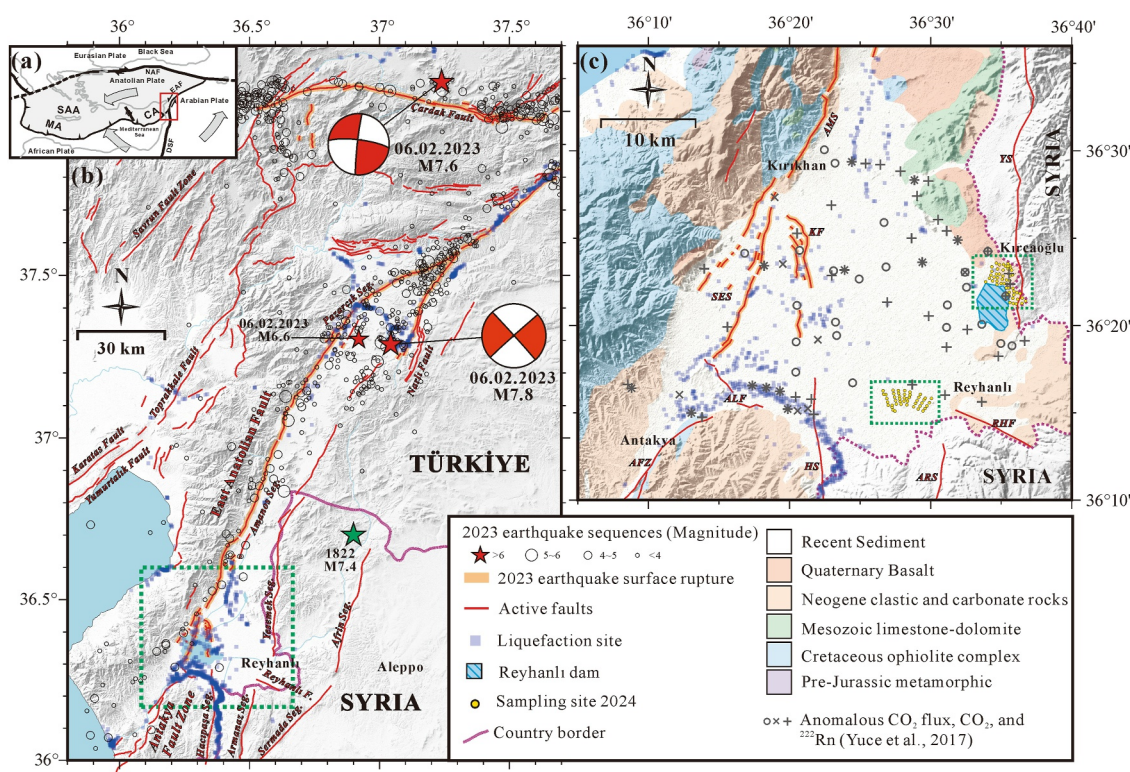 36°
36.5
37°
37.5
(a)
Eurasian Plate
Black Sea
NAF
Anatolian Plate
EAF
SAA
MA
CA
Arabian Plate
Mediterranean
Sea
African Plate
DSF
(b)
Çardak Fault
06.02.2023
M7.6
Savrun Fault Zone
37.5°
N
30 km
Pazarcık Seg.
06.02.2023
M6.6
Narlı Fault
06.02.2023
M7.8
Toprakkale Fault
Karatas Fault
Yumurtalık Fault
37°
East Anatolian Fault
TÜRKİYE
Amanos Seg.
1822
M7.4
36.5°
Yesemek Seg.
Afrin Seg.
Reyhanlı
Aleppo
Reyhanlı F.
SYRIA
Antakya
Fault Zone
Hacıpaşa Seg.
Armanaz Seg.
Sarmada Seg.
36°
36°10'
36°20'
36°30'
36°40'
(c)
N
10 km
AMS
Kırıkhan
YS
SYRIA
36°30'
KF
Kırcaoğlu
SES
36°20'
Reyhanlı
ALF
Antakya
RHF
AFZ
HS
ARS
SYRIA
36°10'
2023 earthquake sequences (Magnitude)
>6
5~6
4~5
<4
2023 earthquake surface rupture
Active faults
Liquefaction site
Reyhanlı dam
Sampling site 2024
Country border
Recent Sediment
Quaternary Basalt
Neogene clastic and carbonate rocks
Mesozoic limestone-dolomite
Cretaceous ophiolite complex
Pre-Jurassic metamorphic
Anomalous CO₂ flux, CO₂, and
²²²Rn (Yuce et al., 2017)